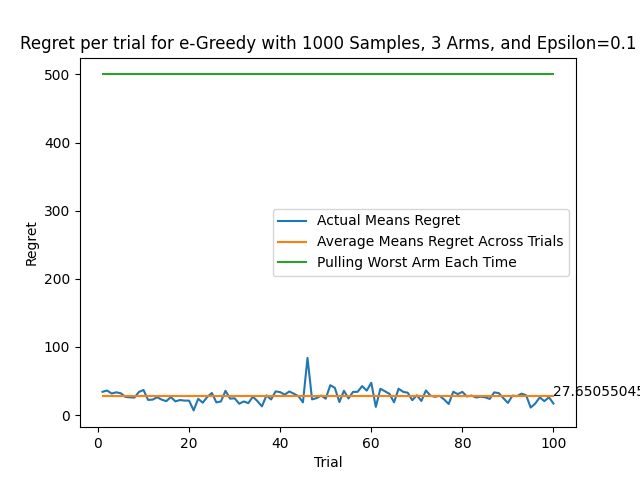 Regret per trial for e-Greedy with 1000 Samples, 3 Arms, and Epsilon=0.1
500
400
300
200
100
0
Regret
Actual Means Regret
Average Means Regret Across Trials
Pulling Worst Arm Each Time
27.65055045
0
20
40
60
80
100
Trial